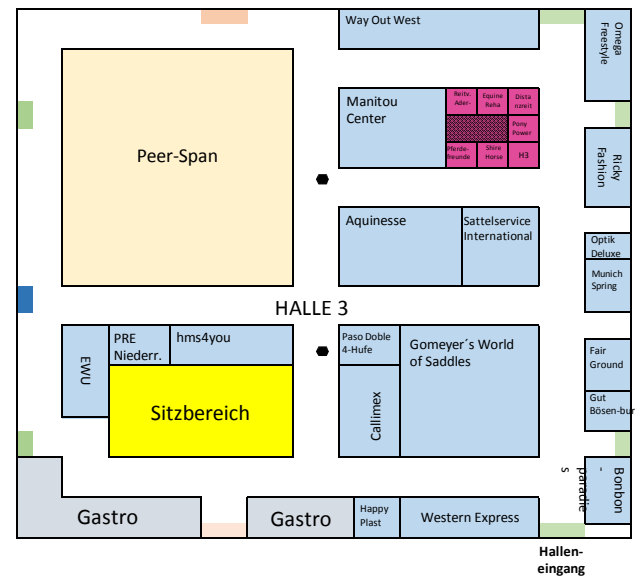 Way Out West
Omega
Freestyle
Manitou
Center
Reitv.
Ader-
Equine
Reha
Dista
nzreit
Pony
Power
Pferde-
freunde
Shire
Horse
H3
Peer-Span
Ricky
Fashion
Aquinesse
Sattelservice
International
Optik
Deluxe
Munich
Spring
HALLE 3
EWU
PRE
Niederr.
hms4you
Paso Doble
4-Hufe
Gomeyer´s World
of Saddles
Fair
Ground
Sitzbereich
Callimex
Gut
Bösen-bur
Bonbon
-
paradie
s
Gastro
Gastro
Happy
Plast
Western Express
Hallen-
eingang